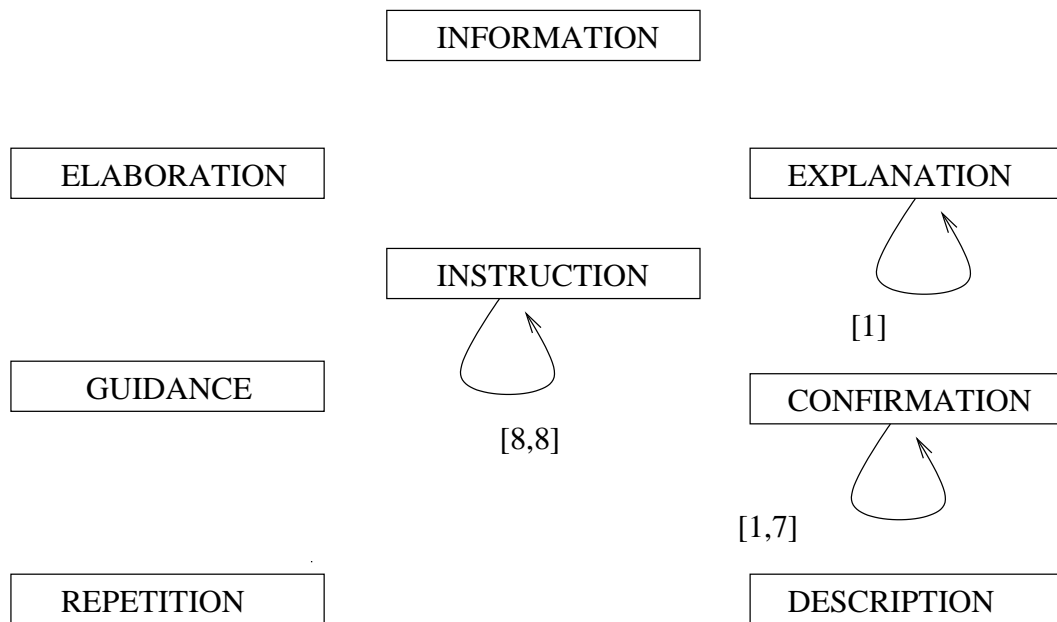 INFORMATION
ELABORATION
EXPLANATION
INSTRUCTION
[1]
GUIDANCE
CONFIRMATION
[8,8]
[1,7]
REPETITION
DESCRIPTION